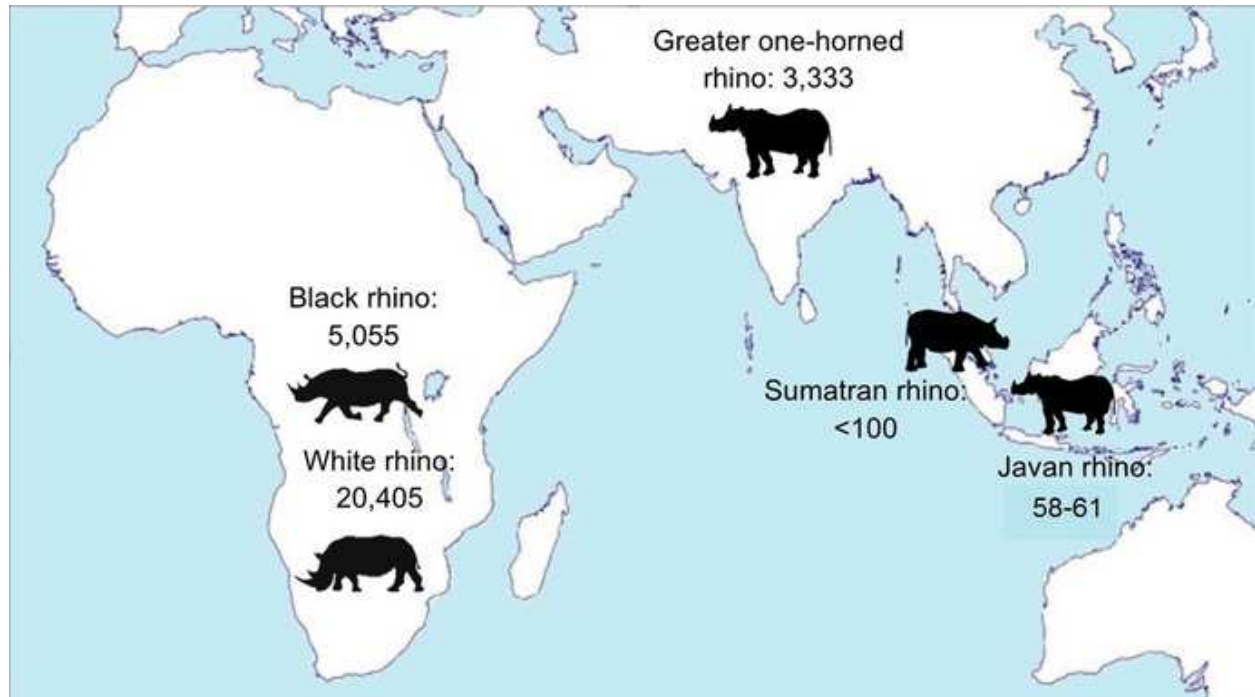 Greater one-horned
rhino: 3,333
Black rhino:
5,055
White rhino:
20,405
Sumatran rhino:
<100
Javan rhino:
58-61